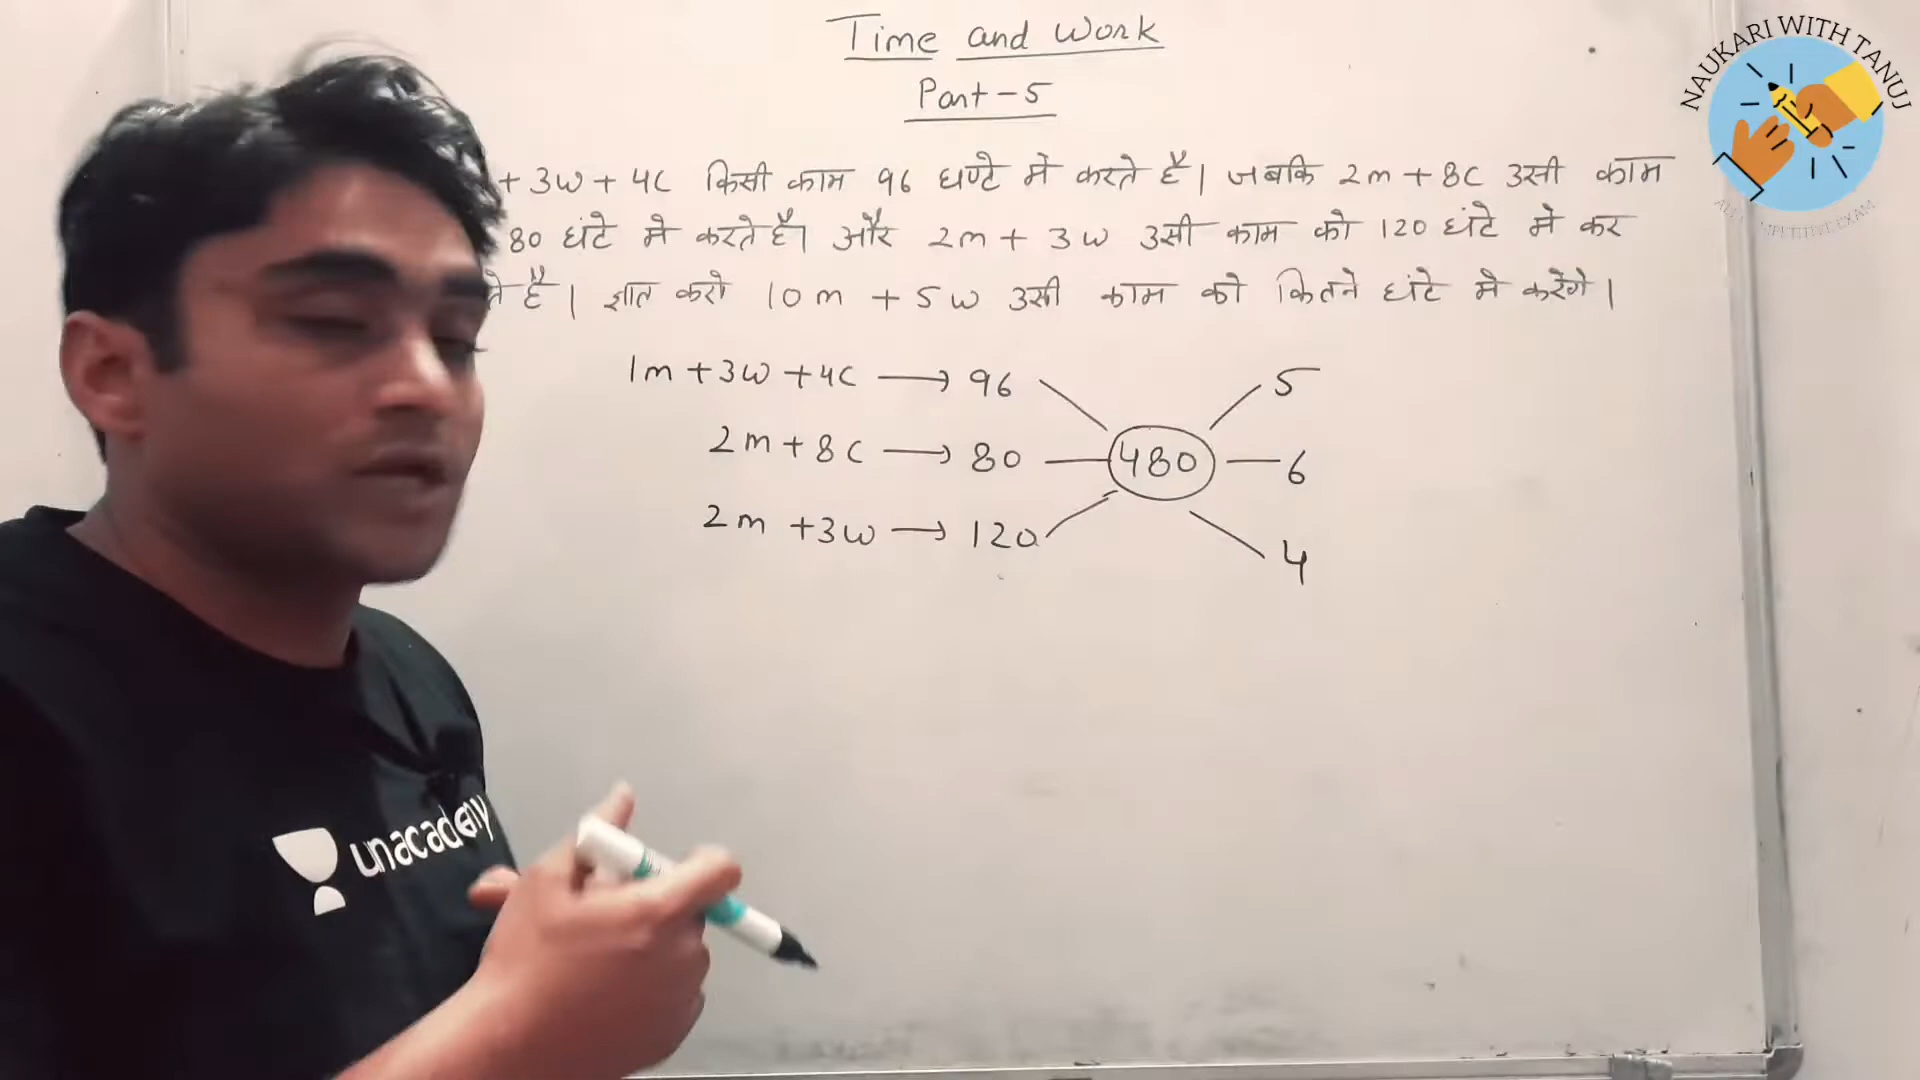 Time and Work
Part-5
NAUKARI WITH TANUJ
+ 3w + 4c किसी काम 96 घण्टे मे करते हैं। जबकि 2m + 8c उसी काम
80 घंटे मे करते हैं। और 2m + 3w उसी काम को 120 घंटे मे कर
ते हैं। ज्ञात करो 10m + 5w उसी काम को कितने घंटे मे करेंगे।
1m + 3w + 4c → 96
5
2m + 8c → 80
480
6
2m + 3w → 120
4
unacademy